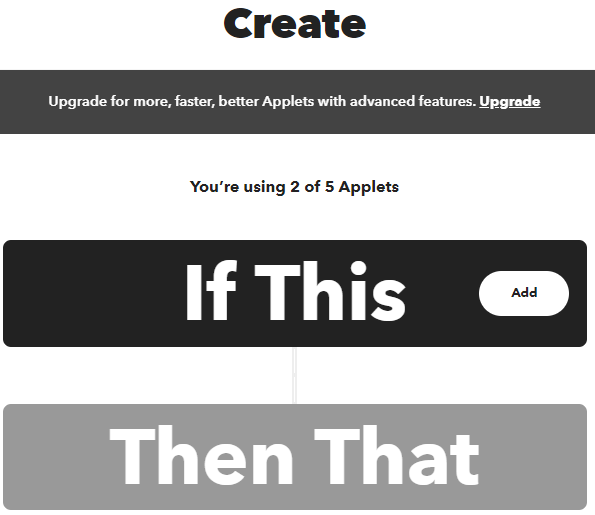 Create
Upgrade for more, faster, better Applets with advanced features. Upgrade
You’re using 2 of 5 Applets
If This
Add
Then That